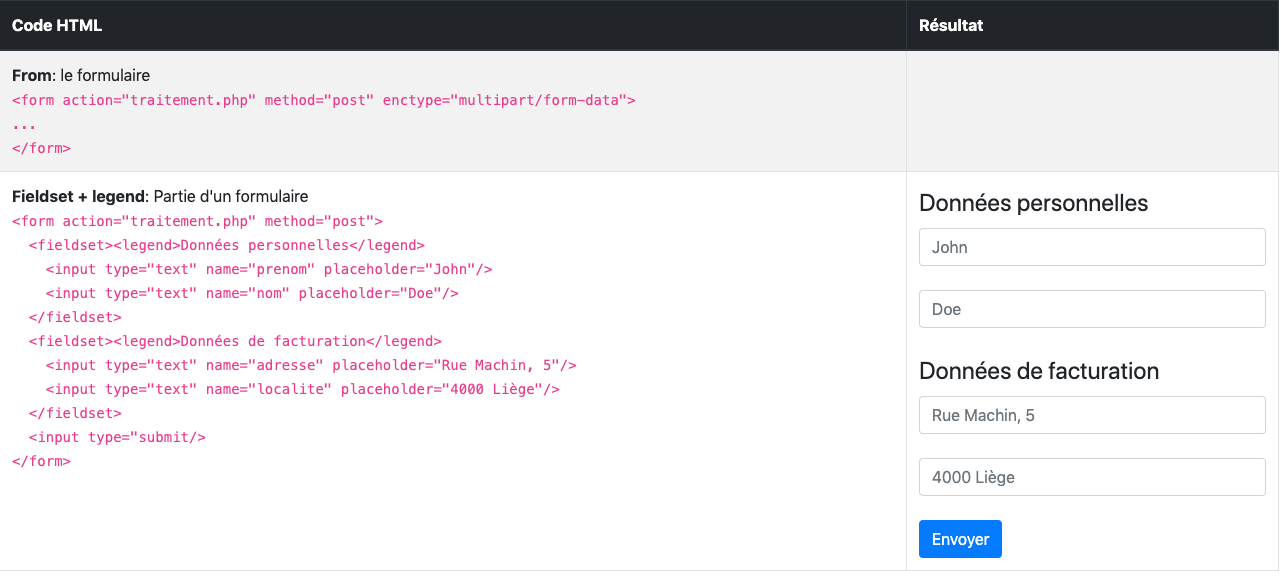 Code HTML
Résultat
From: le formulaire
<form action="traitement.php" method="post" enctype="multipart/form-data">
...
</form>
Fieldset + legend: Partie d'un formulaire
<form action="traitement.php" method="post">
<fieldset><legend>Données personnelles</legend>
<input type="text" name="prenom" placeholder="John"/>
<input type="text" name="nom" placeholder="Doe"/>
</fieldset>
<fieldset><legend>Données de facturation</legend>
<input type="text" name="adresse" placeholder="Rue Machin, 5"/>
<input type="text" name="localite" placeholder="4000 Liège"/>
</fieldset>
<input type="submit/>
</form>
Données personnelles
John
Doe
Données de facturation
Rue Machin, 5
4000 Liège
Envoyer